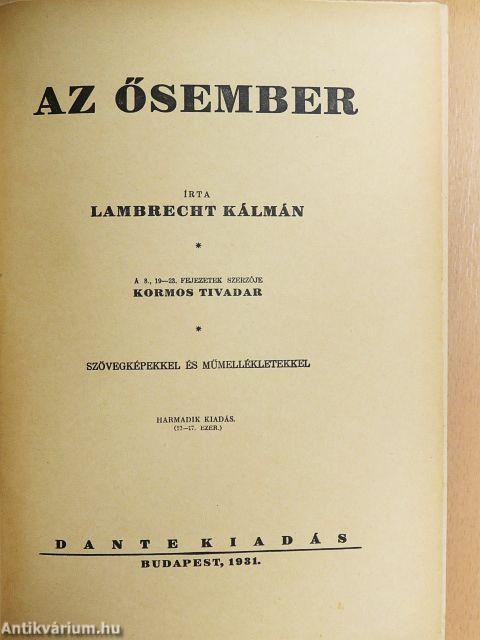 AZ ŐSEMBER
ÍRTA
LAMBRECHT KÁLMÁN
*
A 8., 19—23. FEJEZETEK SZERZŐJE
KORMOS TIVADAR
*
SZÖVEGKÉPEKKEL ÉS MŰMELLÉKLETEKKEL
HARMADIK KIADÁS.
EZER.)
DANTE KIADÁS
BUDAPEST, 1931.
Antikvárium.hu